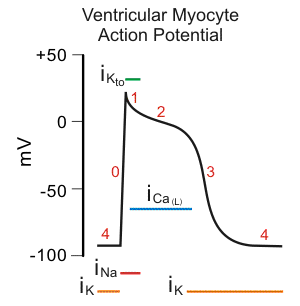 Ventricular Myocyte
Action Potential
+50
iKto
1
2
0
mV
0
3
-50
iCa(L)
4
4
-100
iNa
iK
iK